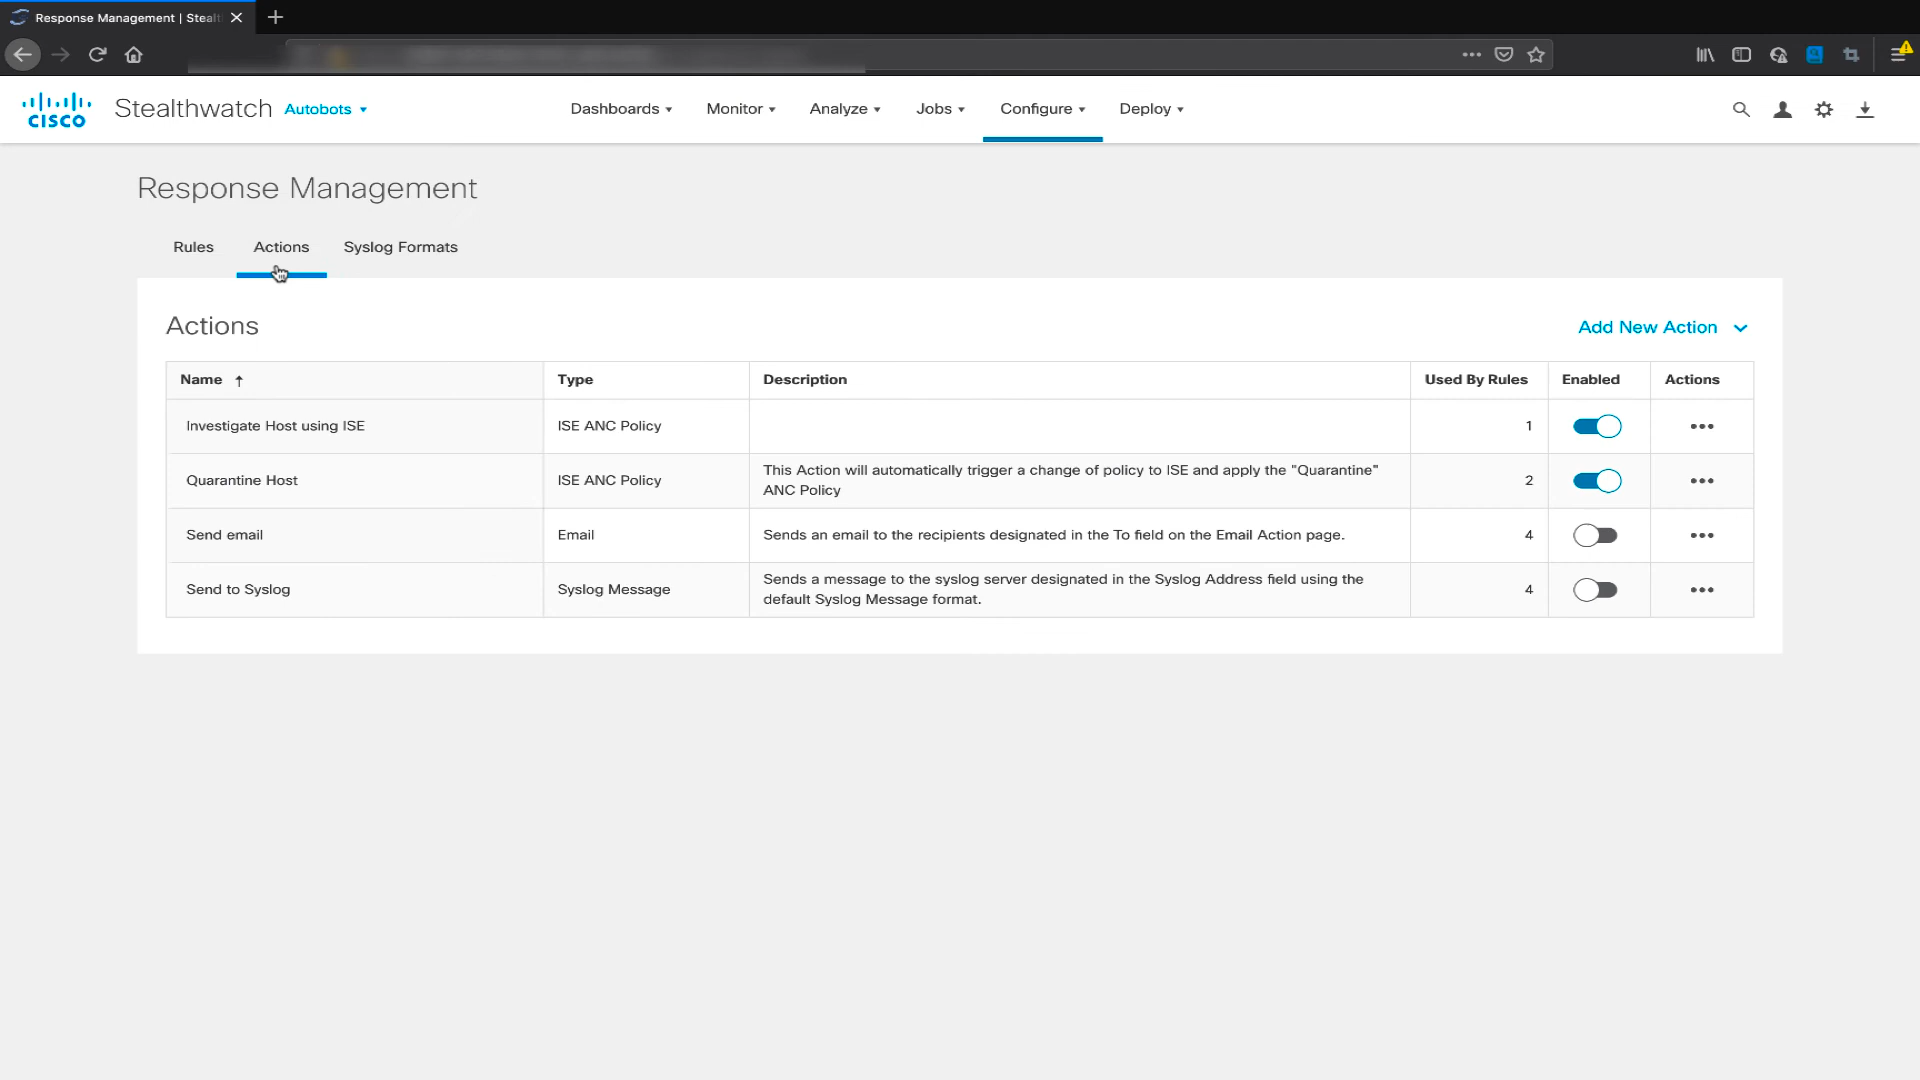 Response Management | Stealt
CISCO
Stealthwatch
Autobots
Dashboards
Monitor
Analyze
Jobs
Configure
Deploy
Response Management
Rules
Actions
Syslog Formats
Actions
Add New Action
Name
Type
Description
Used By Rules
Enabled
Actions
Investigate Host using ISE
ISE ANC Policy
1
Quarantine Host
ISE ANC Policy
This Action will automatically trigger a change of policy to ISE and apply the "Quarantine"
ANC Policy
2
Send email
Email
Sends an email to the recipients designated in the To field on the Email Action page.
4
Send to Syslog
Syslog Message
Sends a message to the syslog server designated in the Syslog Address field using the
default Syslog Message format.
4